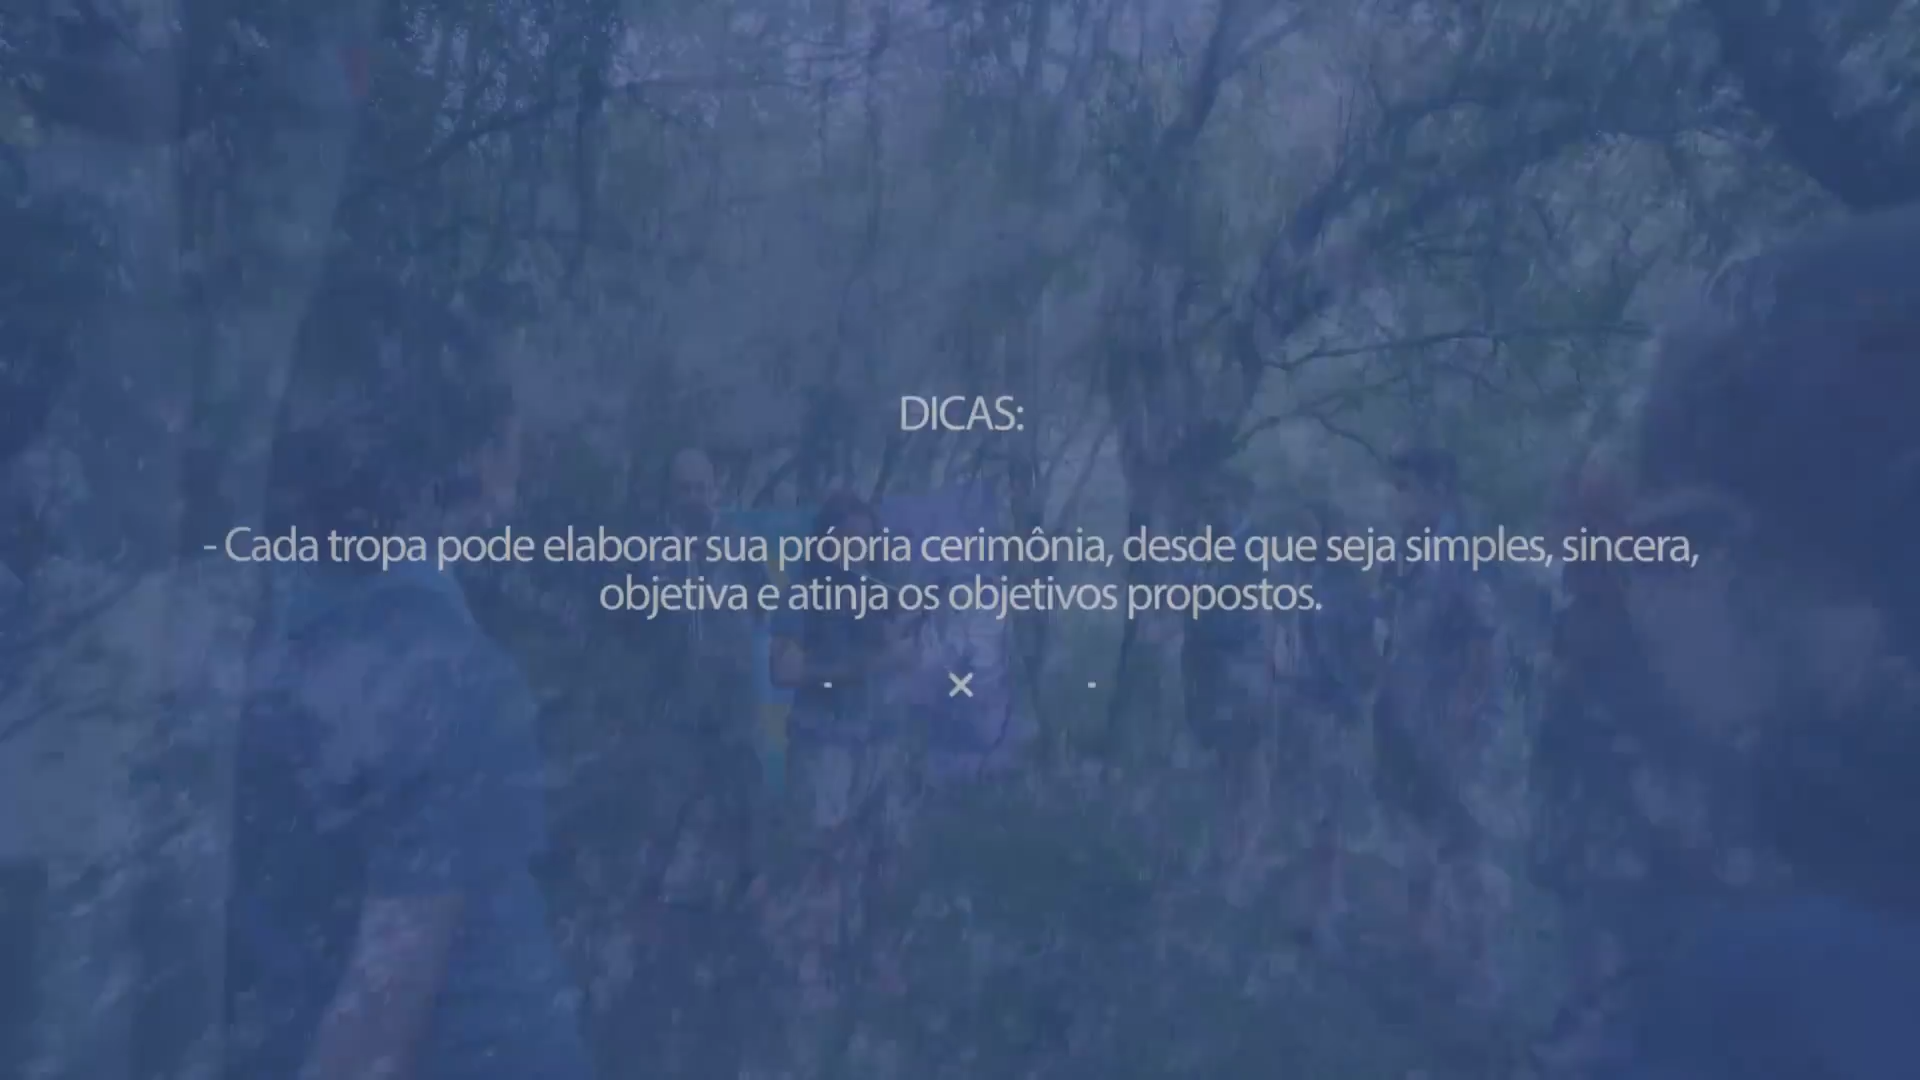 DICAS:
- Cada tropa pode elaborar sua própria cerimônia, desde que seja simples, sincera,
objetiva e atinja os objetivos propostos.